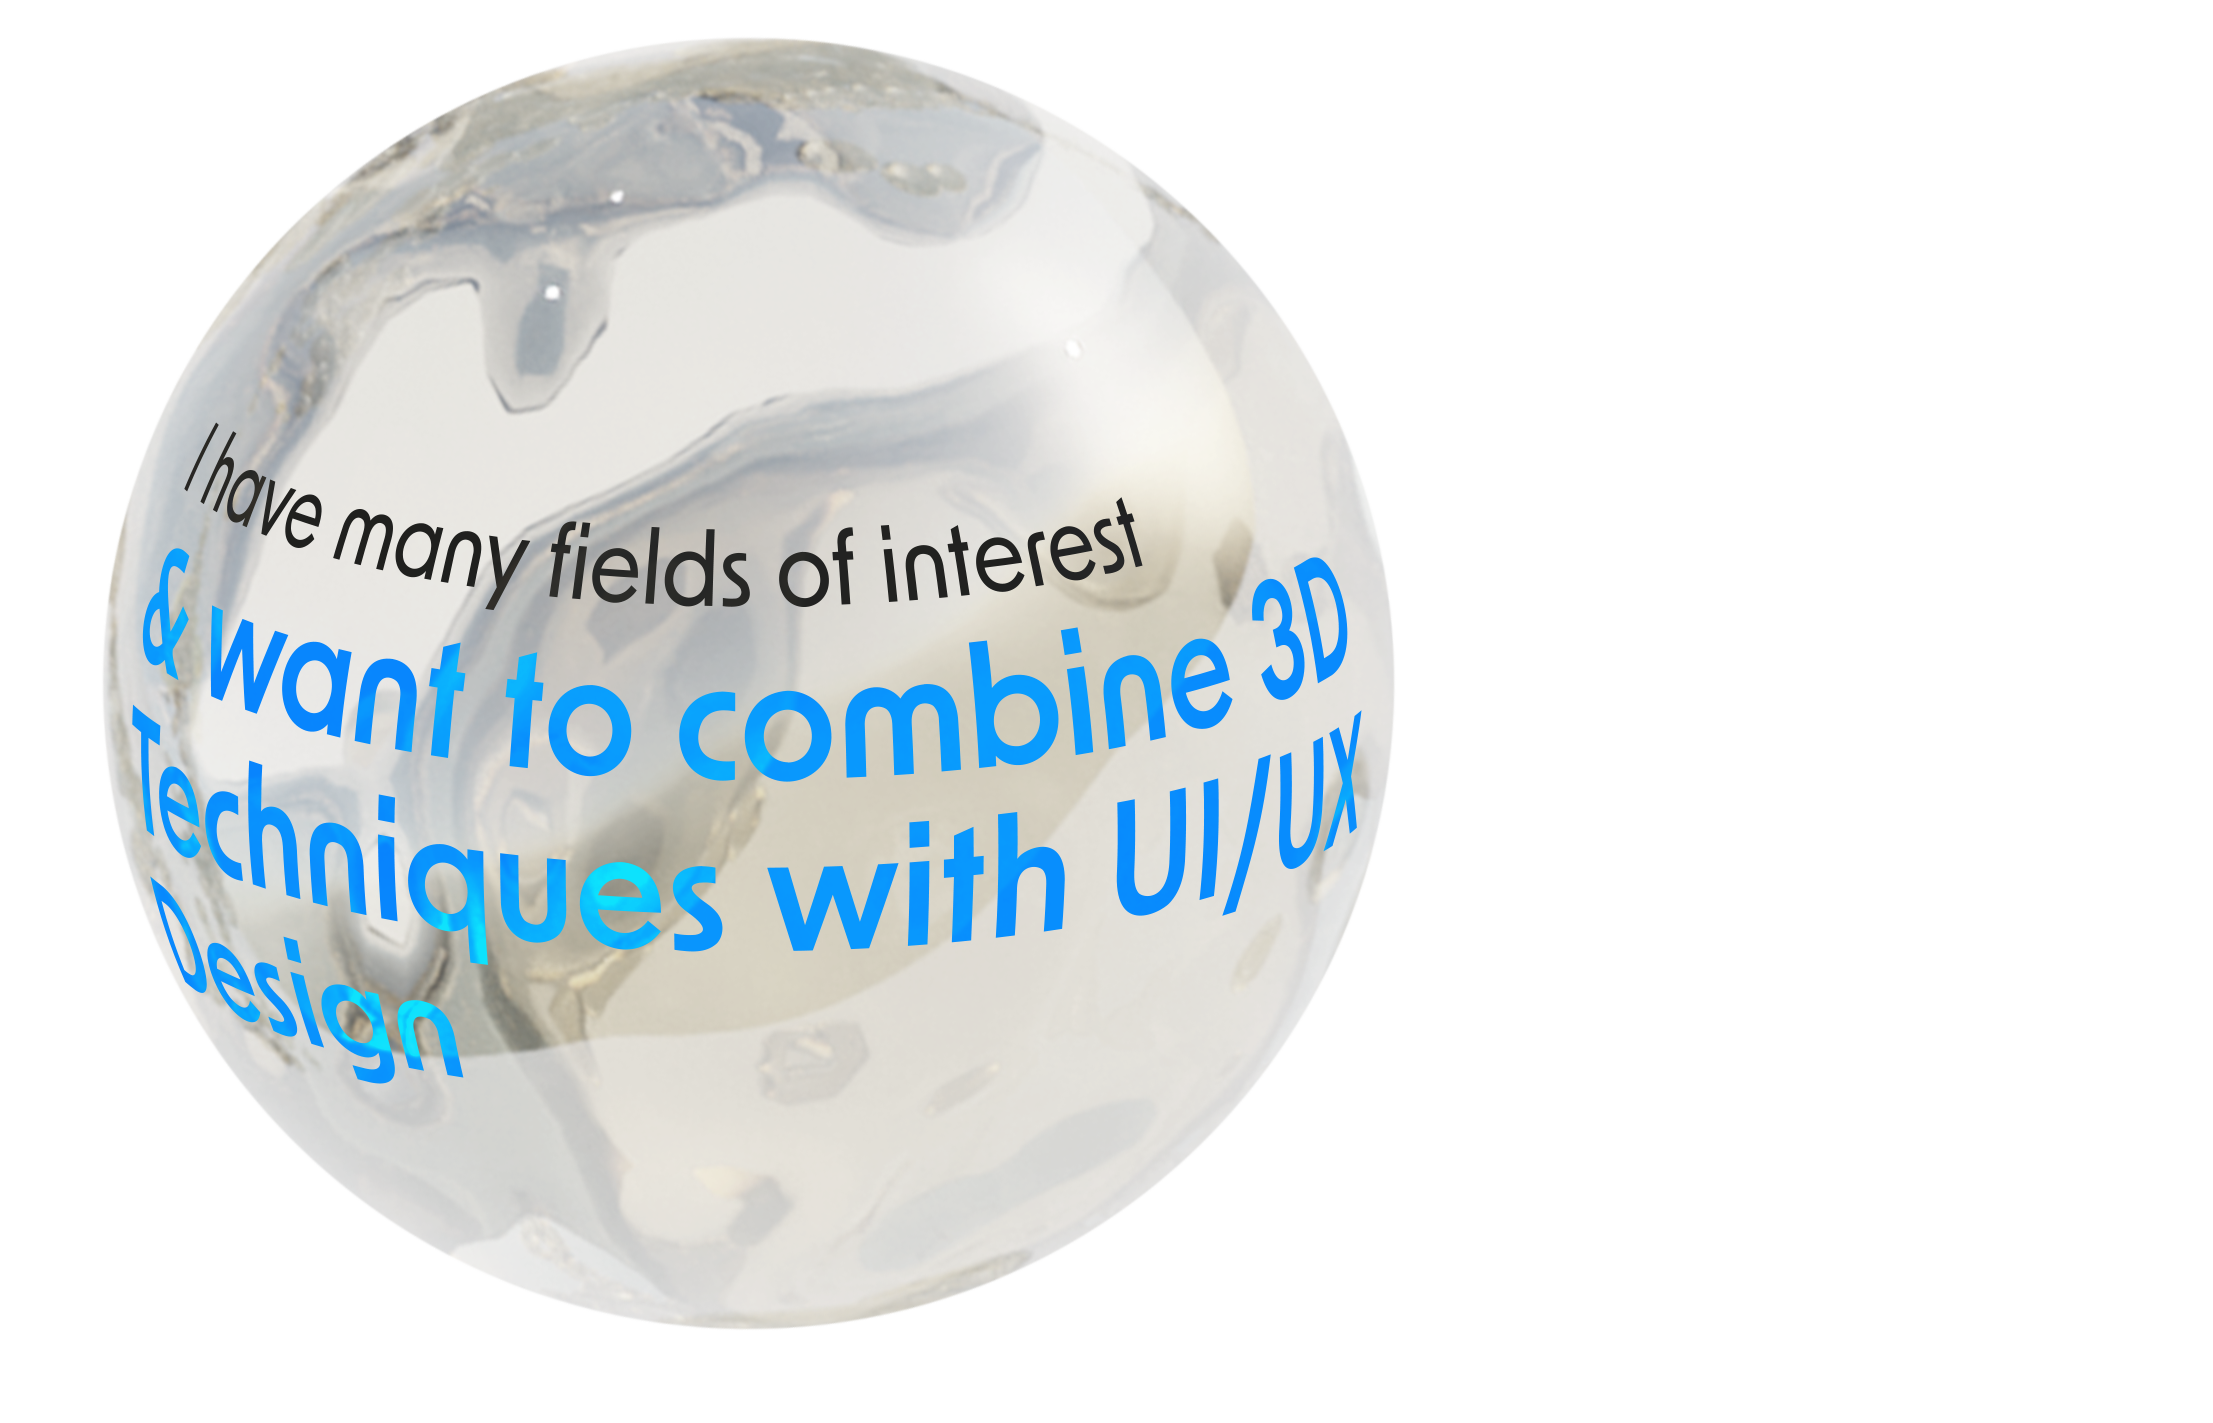 I have many fields of interest
& want to combine 3D
Techniques with UI/UX
Design